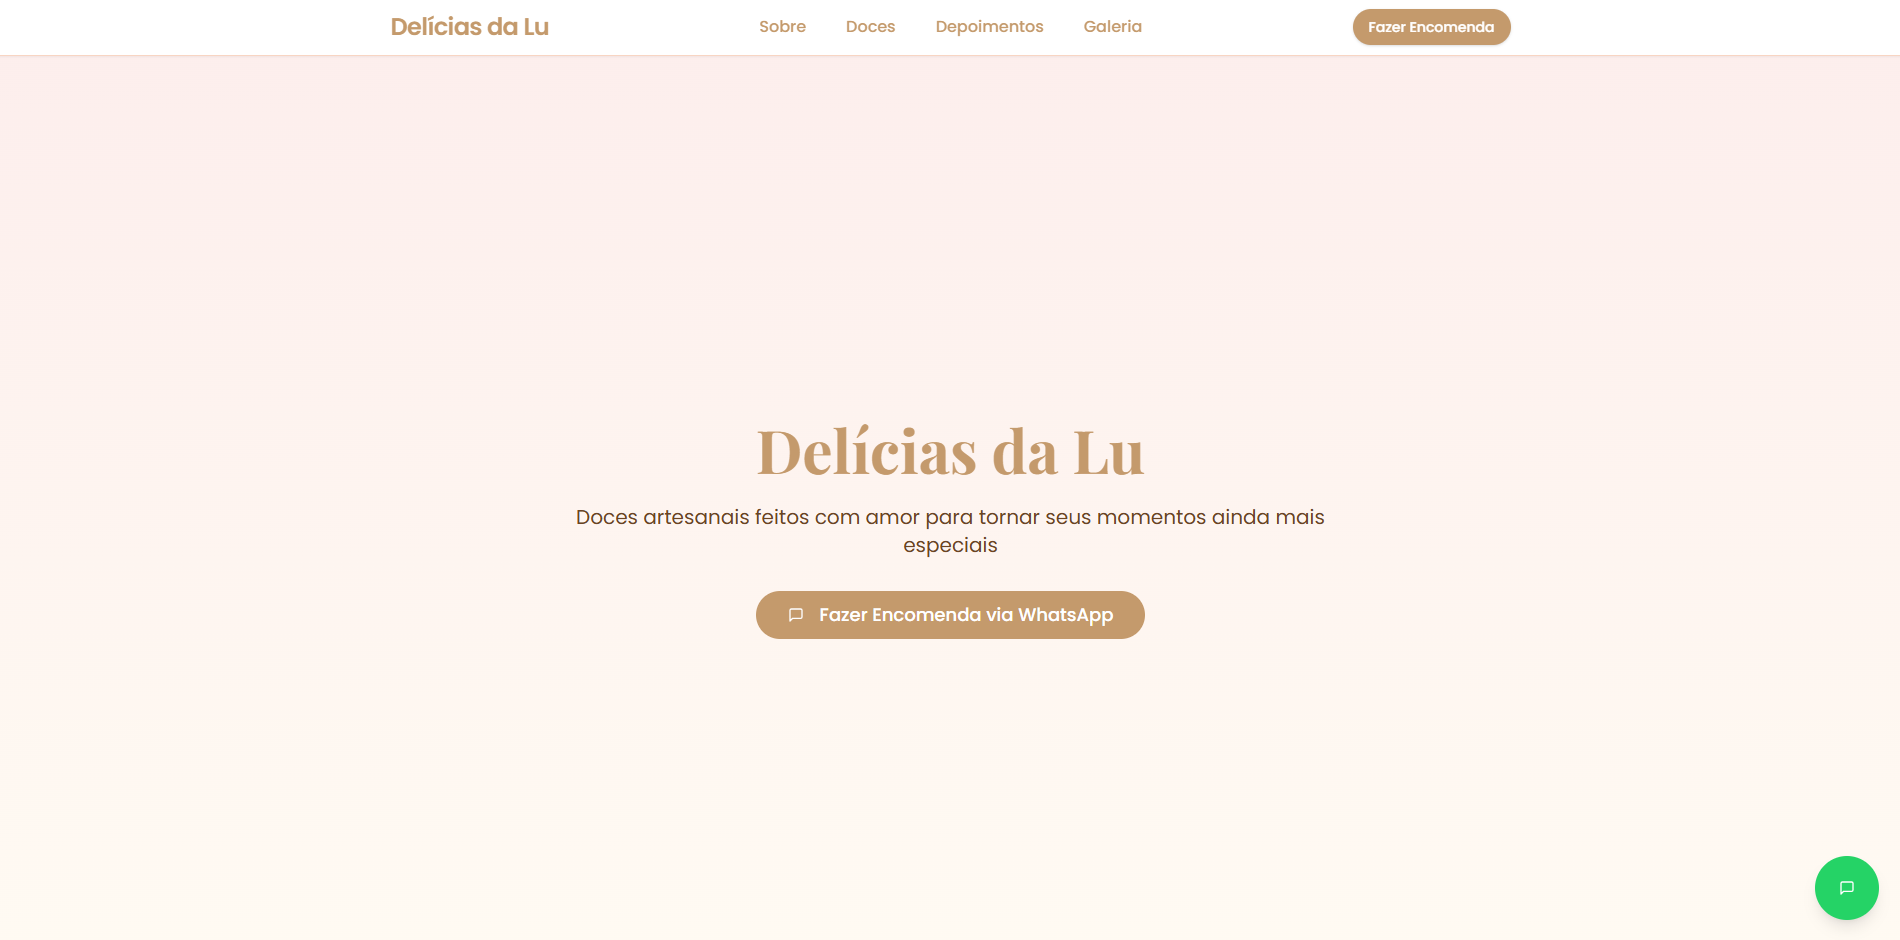 Delícias da Lu
Sobre
Doces
Depoimentos
Galeria
Fazer Encomenda
Delícias da Lu
Doces artesanais feitos com amor para tornar seus momentos ainda mais
especiais
Fazer Encomenda via WhatsApp